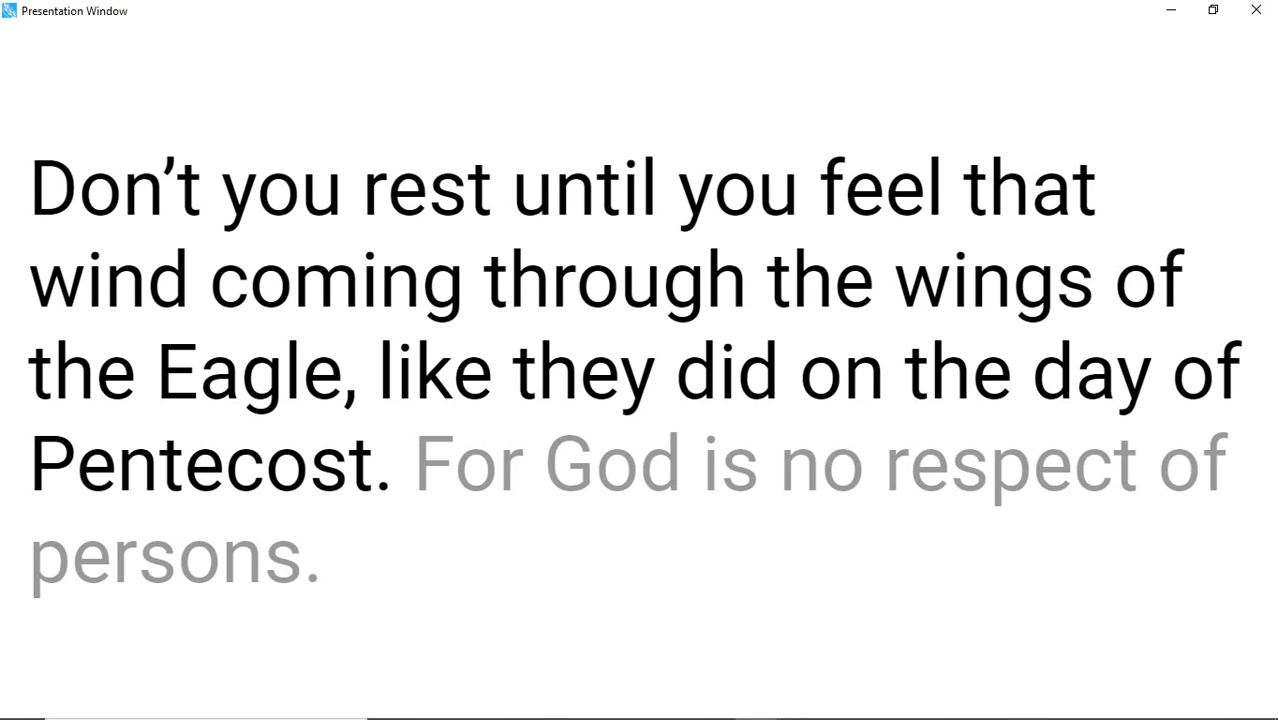 Presentation Window
Don’t you rest until you feel that
wind coming through the wings of
the Eagle, like they did on the day of
Pentecost. For God is no respect of
persons.